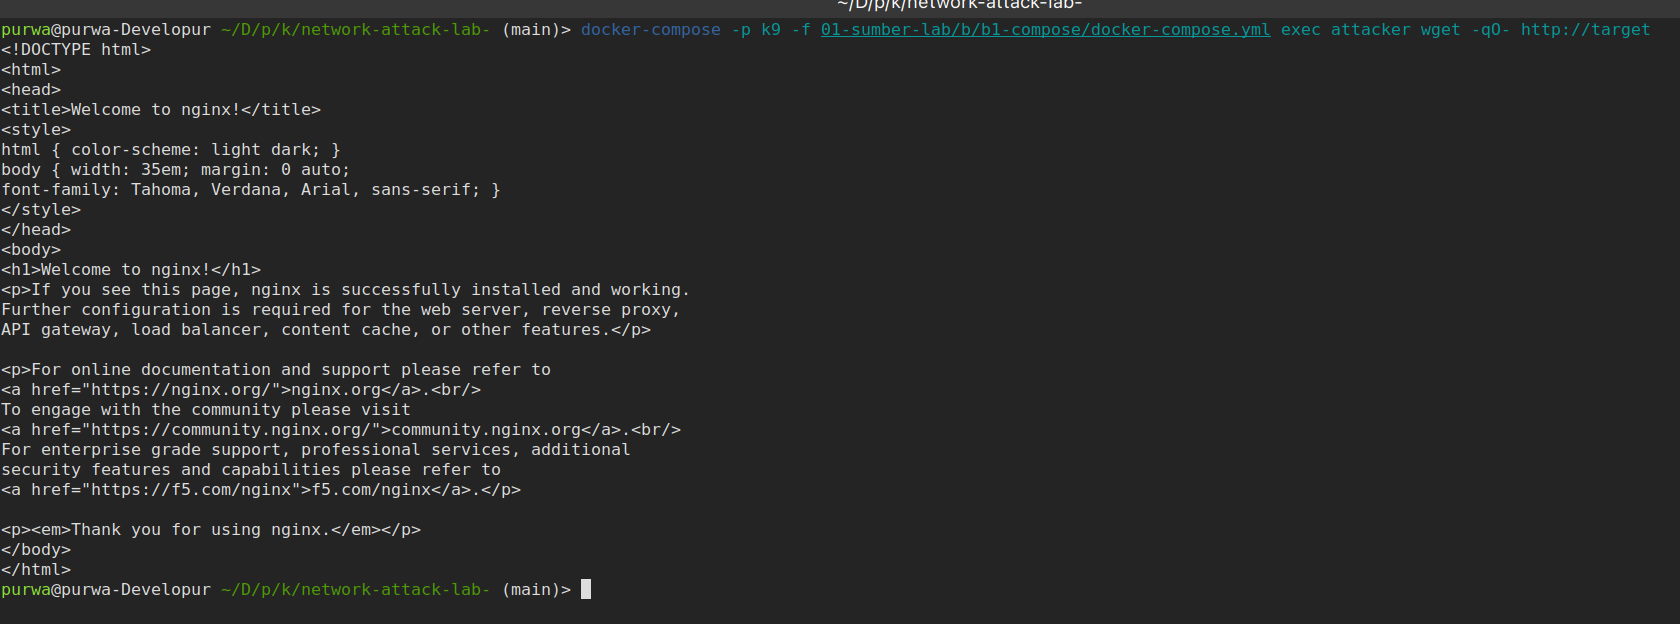 ~/D/p/k/network-attack-lab-
purwa@purwa-Developur ~/D/p/k/network-attack-lab- (main)> docker-compose -p k9 -f 01-sumber-lab/b/b1-compose/docker-compose.yml exec attacker wget -qO- http://target
<!DOCTYPE html>
<html>
<head>
<title>Welcome to nginx!</title>
<style>
html { color-scheme: light dark; }
body { width: 35em; margin: 0 auto;
font-family: Tahoma, Verdana, Arial, sans-serif; }
</style>
</head>
<body>
<h1>Welcome to nginx!</h1>
<p>If you see this page, nginx is successfully installed and working.
Further configuration is required for the web server, reverse proxy,
API gateway, load balancer, content cache, or other features.</p>

<p>For online documentation and support please refer to
<a href="https://nginx.org/">nginx.org</a>.<br/>
To engage with the community please visit
<a href="https://community.nginx.org/">community.nginx.org</a>.<br/>
For enterprise grade support, professional services, additional
security features and capabilities please refer to
<a href="https://f5.com/nginx">f5.com/nginx</a>.</p>

<p><em>Thank you for using nginx.</em></p>
</body>
</html>
purwa@purwa-Developur ~/D/p/k/network-attack-lab- (main)>